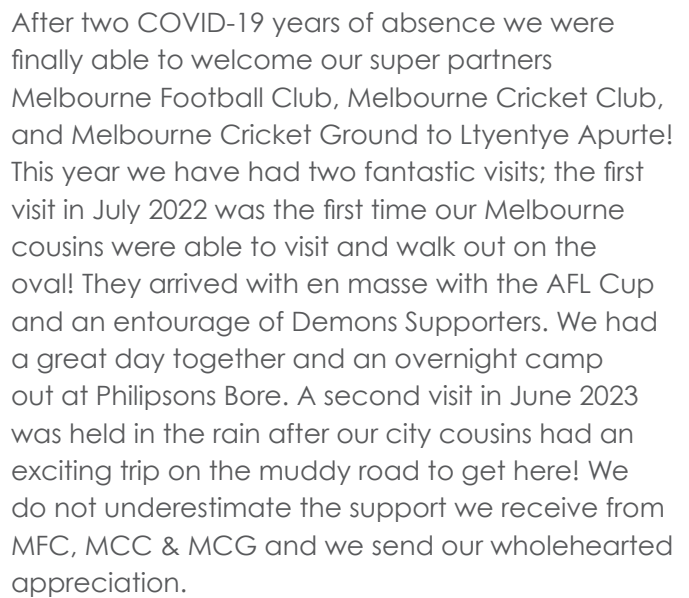 After two COVID-19 years of absence we were
finally able to welcome our super partners
Melbourne Football Club, Melbourne Cricket Club,
and Melbourne Cricket Ground to Ltyentye Apurte!
This year we have had two fantastic visits; the first
visit in July 2022 was the first time our Melbourne
cousins were able to visit and walk out on the
oval! They arrived with en masse with the AFL Cup
and an entourage of Demons Supporters. We had
a great day together and an overnight camp
out at Philipsons Bore. A second visit in June 2023
was held in the rain after our city cousins had an
exciting trip on the muddy road to get here! We
do not underestimate the support we receive from
MFC, MCC & MCG and we send our wholehearted
appreciation.